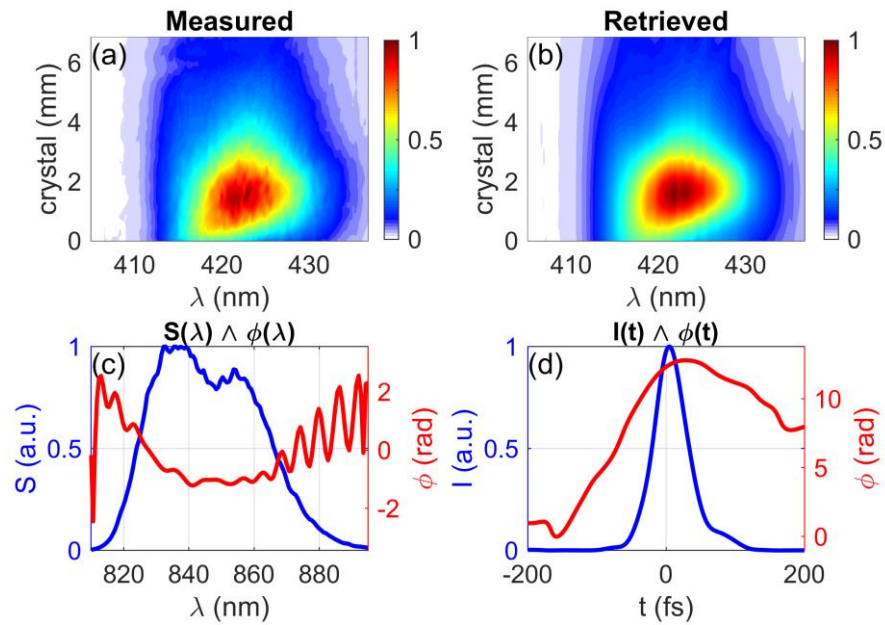 Measured
Retrieved
(a)
(b)
crystal (mm)
6
4
2
0
410
420
430
λ (nm)
1
0.5
0
crystal (mm)
6
4
2
0
410
420
430
λ (nm)
1
0.5
0
S(λ) ∧ ϕ(λ)
I(t) ∧ ϕ(t)
(c)
(d)
S (a.u.)
1
0.5
0
820
840
860
880
λ (nm)
2
0
-2
ϕ (rad)
I (a.u.)
1
0.5
0
-200
0
200
t (fs)
10
5
0
ϕ (rad)